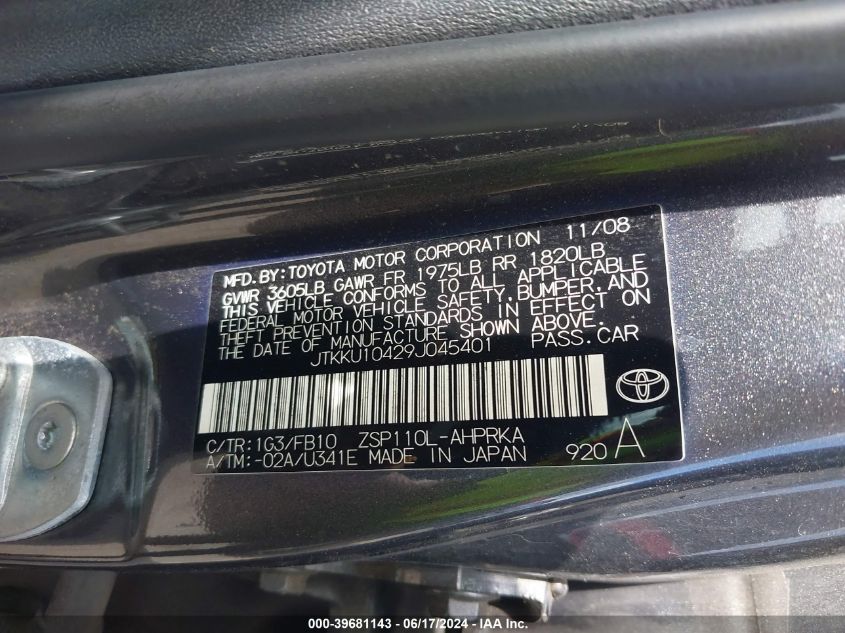 MFD.BY:TOYOTA MOTOR CORPORATION 11/08
GVWR 3605LB GAWR FR 1975LB RR 1820LB
THIS VEHICLE CONFORMS TO ALL APPLICABLE
FEDERAL MOTOR VEHICLE SAFETY,BUMPER,AND
THEFT PREVENTION STANDARDS IN EFFECT ON
THE DATE OF MANUFACTURE SHOWN ABOVE.
JTKKU10429J045401 PASS.CAR
C/TR:1G3/FB10 ZSP110L-AHPRKA
A/TM:-02A/U341E MADE IN JAPAN 920 A
000-39681143 / 06/17/2024 / IAA Inc.